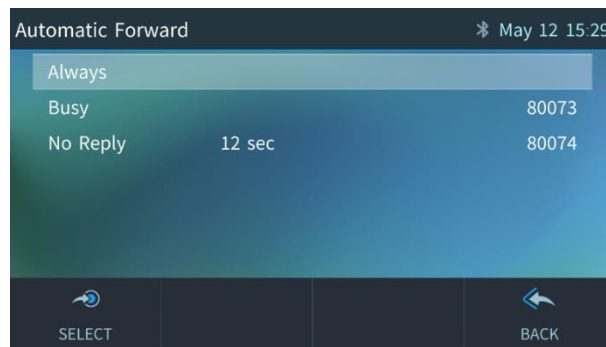 Automatic Forward May 12 15:29
Always
Busy 80073
No Reply 12 sec 80074
SELECT BACK